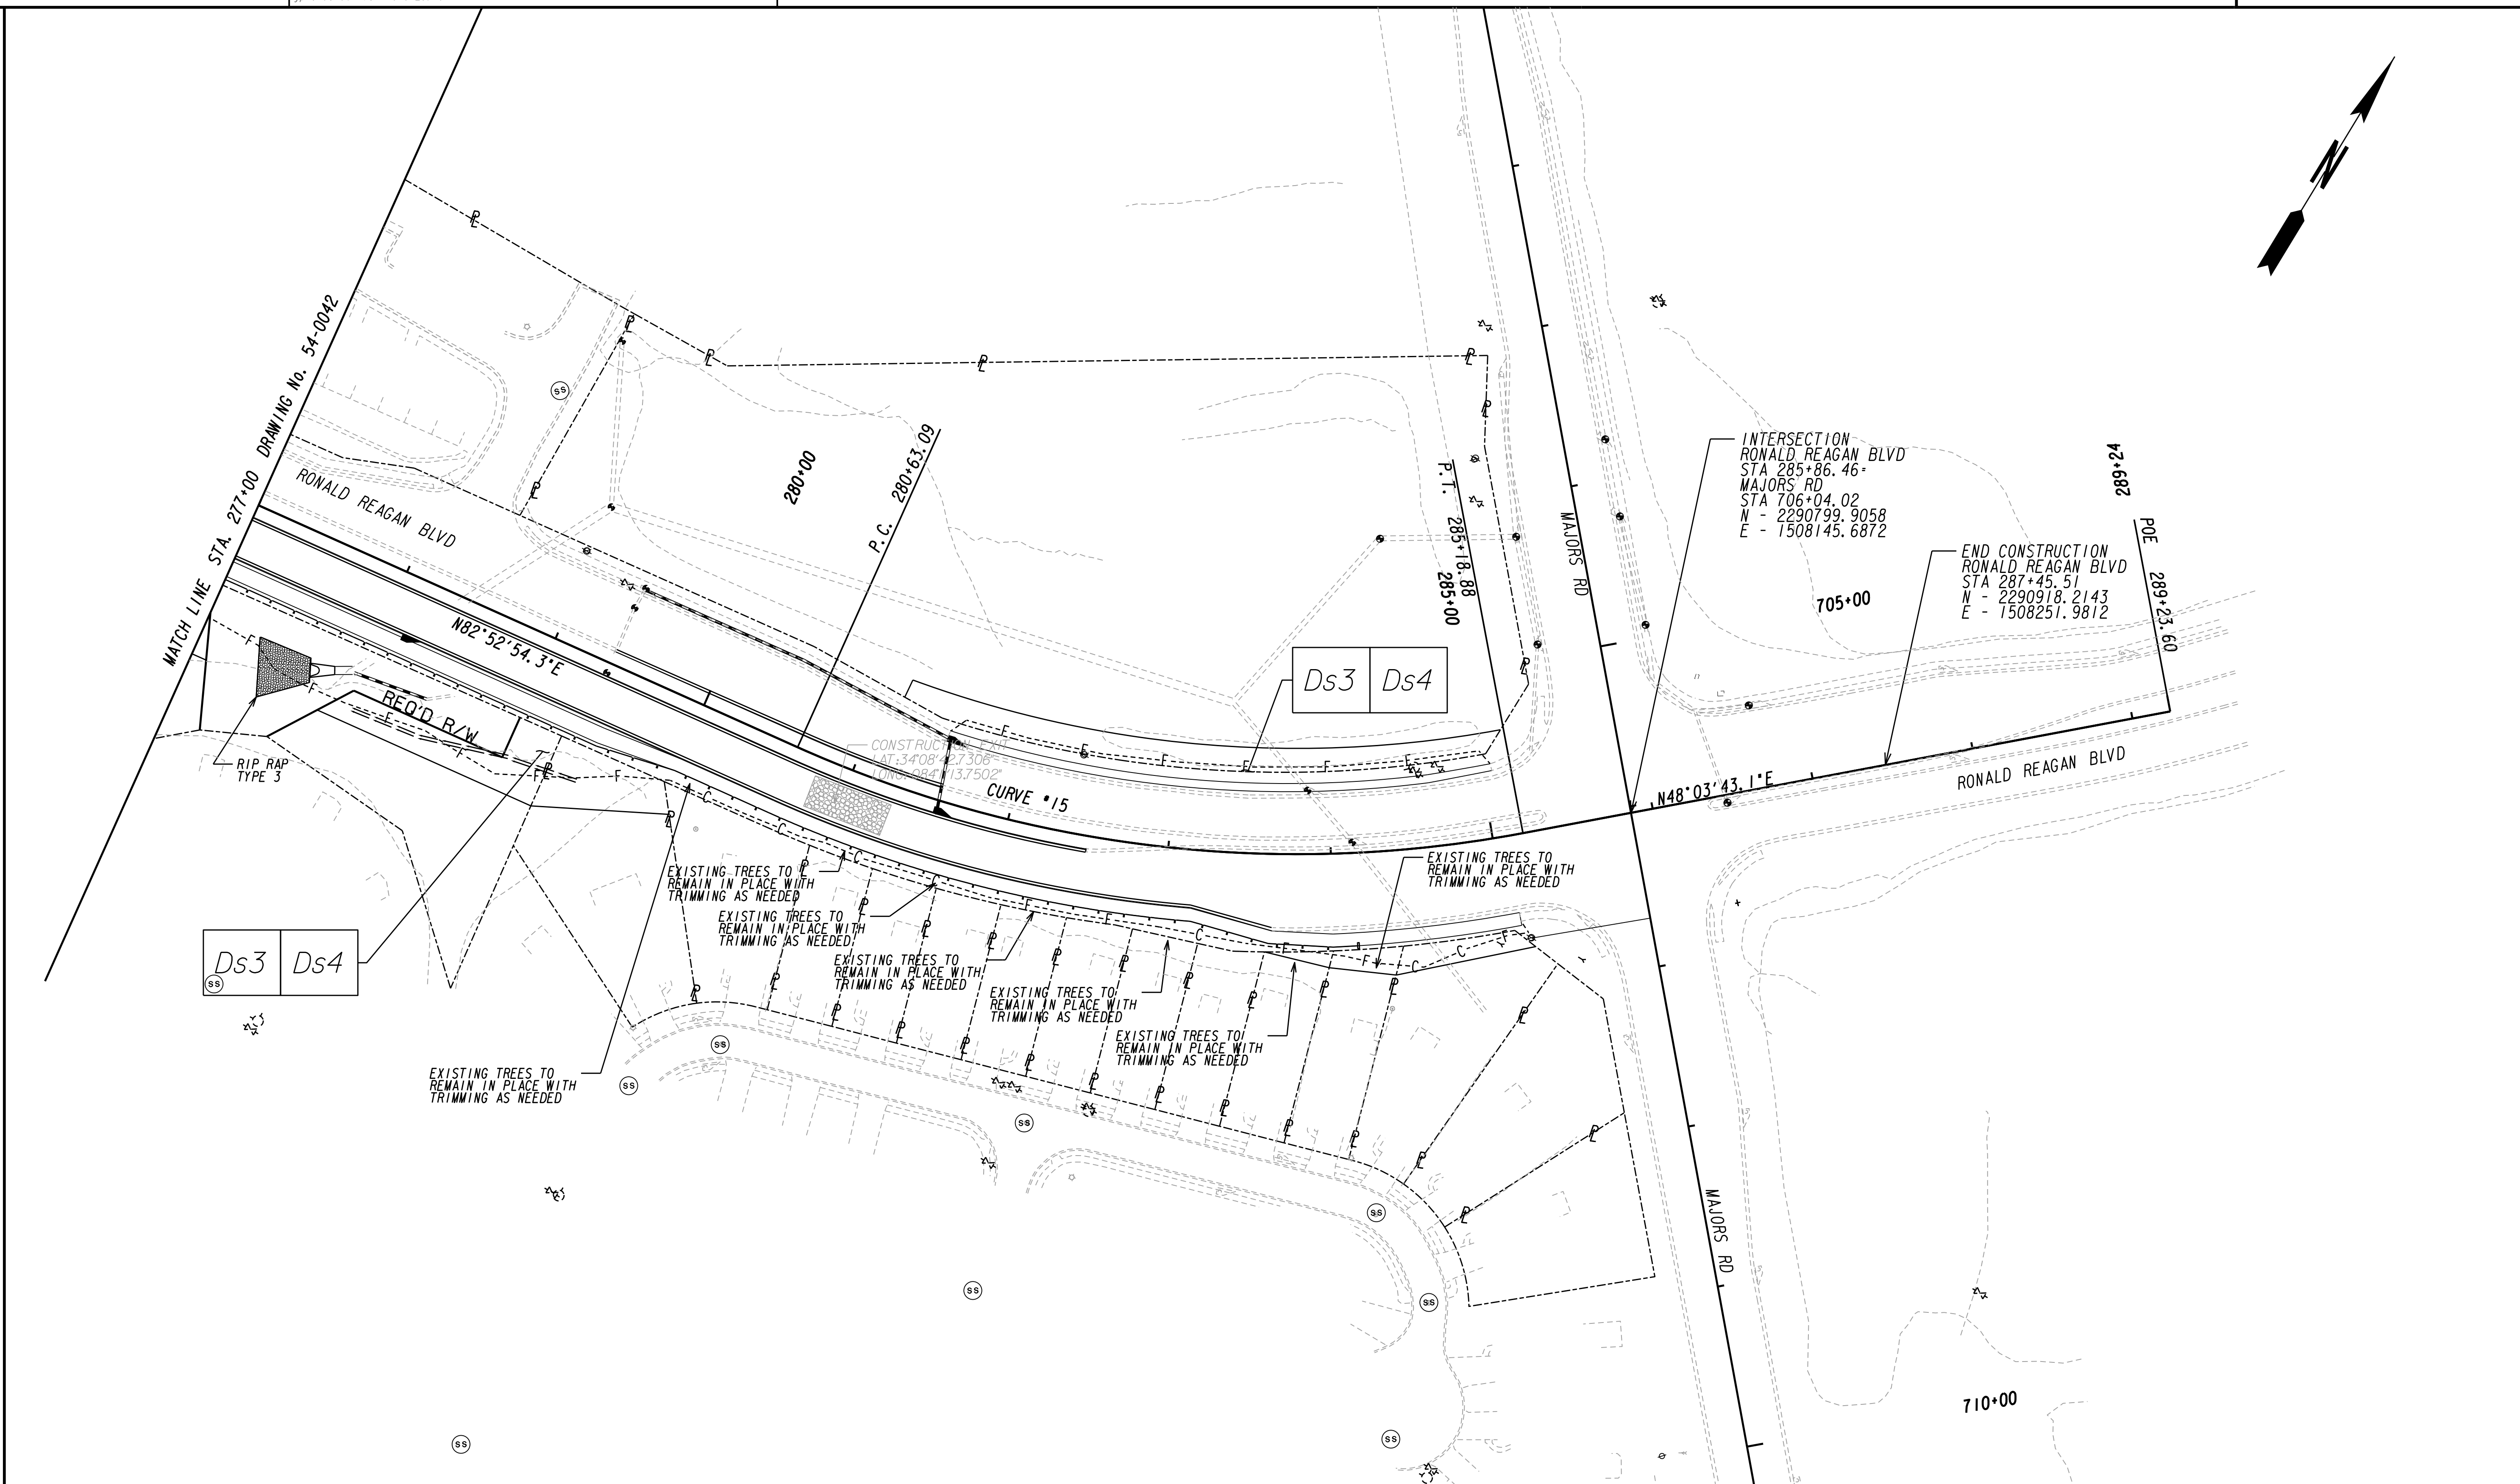 MATCH LINE STA. 277+00 DRAWING No. 54-0042
RONALD REAGAN BLVD
N82°52'54.3"E
280+00
P.C. 280+63.09
P.T. 285+18.88
285+00
MAJORS RD
INTERSECTION
RONALD REAGAN BLVD
STA 285+86.46=
MAJORS RD
STA 706+04.02
N - 2290799.9058
E - 1508145.6872
END CONSTRUCTION
RONALD REAGAN BLVD
STA 287+45.51
N - 2290918.2143
E - 1508251.9812
289+24
POE 289+23.60
705+00
N
Ds3 Ds4
REQ'D R/W
RIP RAP
TYPE 3
CONSTRUCTION EXIT
CURVE #15
N48°03'43.1"E
RONALD REAGAN BLVD
EXISTING TREES TO
REMAIN IN PLACE WITH
TRIMMING AS NEEDED
EXISTING TREES TO
REMAIN IN PLACE WITH
TRIMMING AS NEEDED
EXISTING TREES TO
REMAIN IN PLACE WITH
TRIMMING AS NEEDED
EXISTING TREES TO
REMAIN IN PLACE WITH
TRIMMING AS NEEDED
EXISTING TREES TO
REMAIN IN PLACE WITH
TRIMMING AS NEEDED
EXISTING TREES TO
REMAIN IN PLACE WITH
TRIMMING AS NEEDED
EXISTING TREES TO
REMAIN IN PLACE WITH
TRIMMING AS NEEDED
Ds3 Ds4
SS
MAJORS RD
710+00